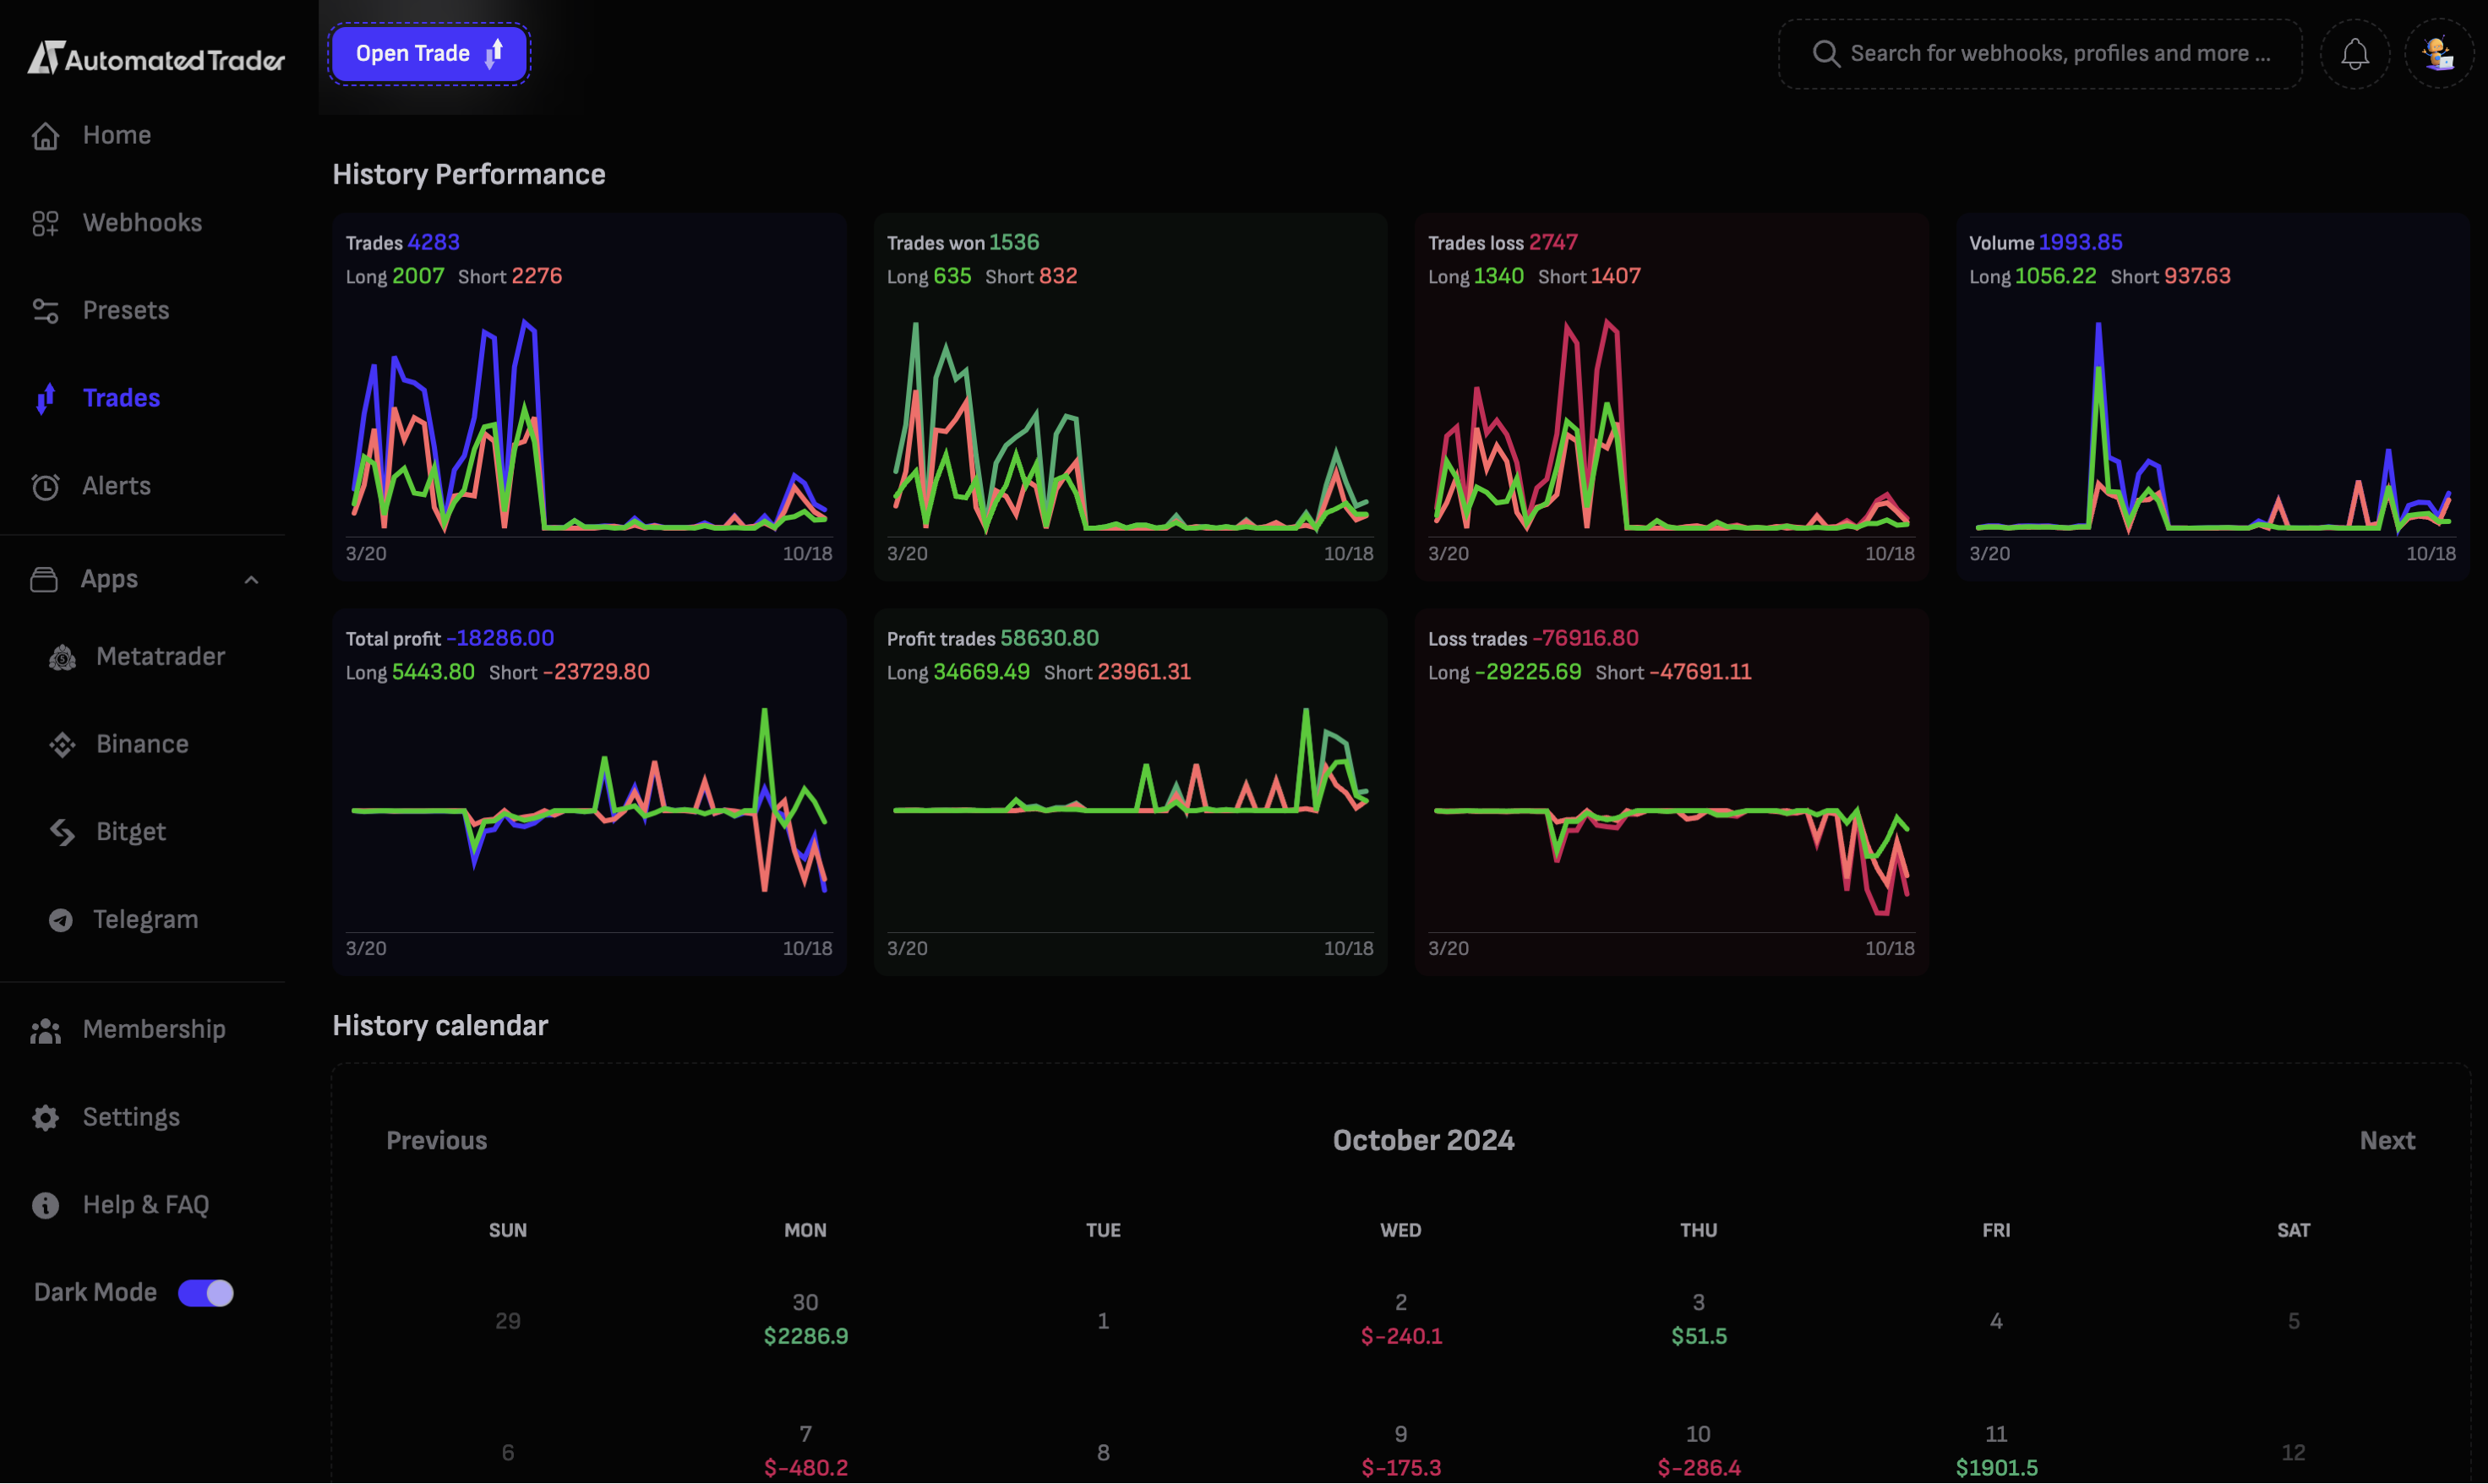 AutomatedTrader
Open Trade
Search for webhooks, profiles and more ...
Home
Webhooks
Presets
Trades
Alerts
Apps
Metatrader
Binance
Bitget
Telegram
Membership
Settings
Help & FAQ
Dark Mode
History Performance
Trades 4283
Long 2007 Short 2276
3/20 10/18
Trades won 1536
Long 635 Short 832
3/20 10/18
Trades loss 2747
Long 1340 Short 1407
3/20 10/18
Volume 1993.85
Long 1056.22 Short 937.63
3/20 10/18
Total profit -18286.00
Long 5443.80 Short -23729.80
3/20 10/18
Profit trades 58630.80
Long 34669.49 Short 23961.31
3/20 10/18
Loss trades -76916.80
Long -29225.69 Short -47691.11
3/20 10/18
History calendar
Previous October 2024 Next
SUN MON TUE WED THU FRI SAT
29 30 1 2 3 4 5
$2286.9 $-240.1 $51.5
6 7 8 9 10 11 12
$-480.2 $-175.3 $-286.4 $1901.5